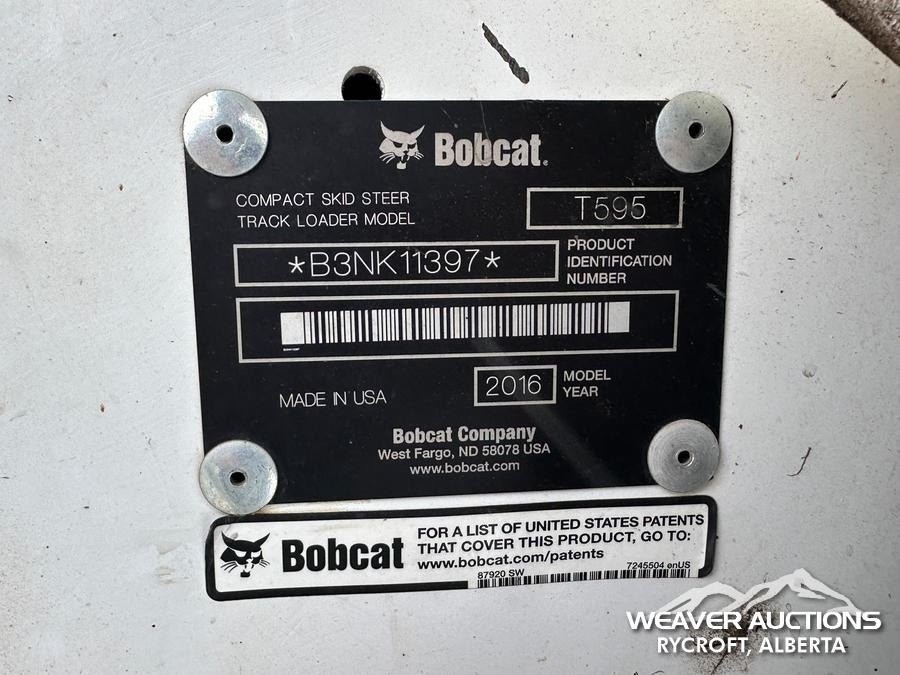 Bobcat
COMPACT SKID STEER
TRACK LOADER MODEL
T595
*B3NK11397*
PRODUCT
IDENTIFICATION
NUMBER
MADE IN USA
2016
MODEL
YEAR
Bobcat Company
West Fargo, ND 58078 USA
www.bobcat.com
Bobcat
FOR A LIST OF UNITED STATES PATENTS
THAT COVER THIS PRODUCT, GO TO:
www.bobcat.com/patents
87920 SW
7245504 enUS
WEAVER AUCTIONS
RYCROFT, ALBERTA